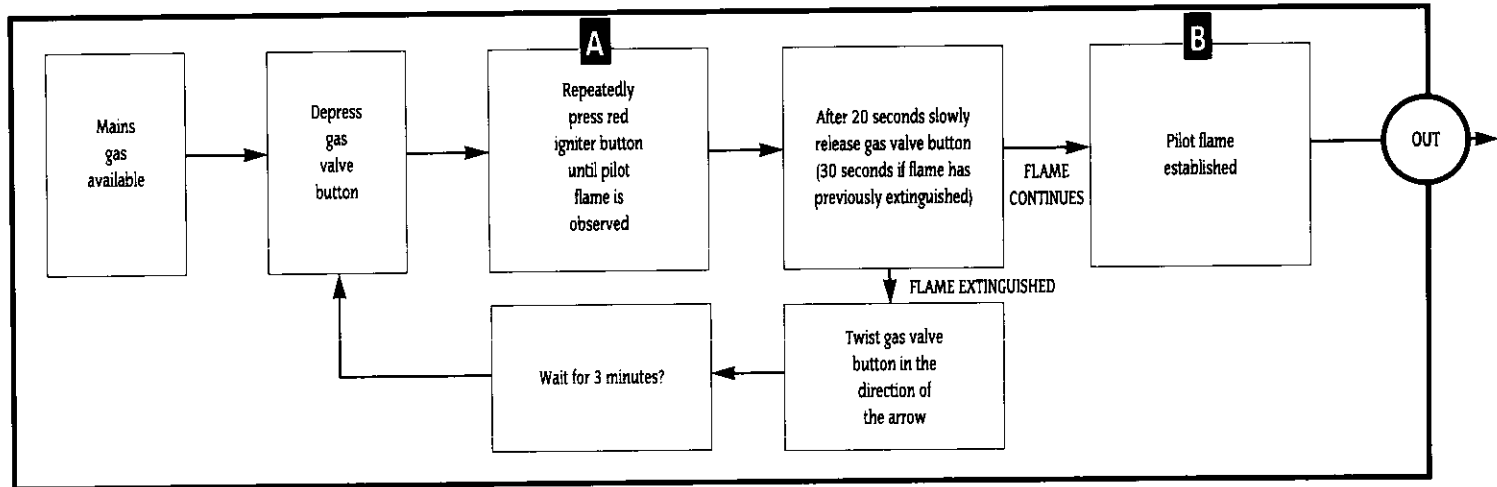 A
B
Mains
gas
available
Depress
gas
valve
button
Repeatedly
press red
igniter button
until pilot
flame is
observed
After 20 seconds slowly
release gas valve button
(30 seconds if flame has
previously extinguished)
FLAME
CONTINUES
Pilot flame
established
OUT
FLAME EXTINGUISHED
Twist gas valve
button in the
direction of
the arrow
Wait for 3 minutes?